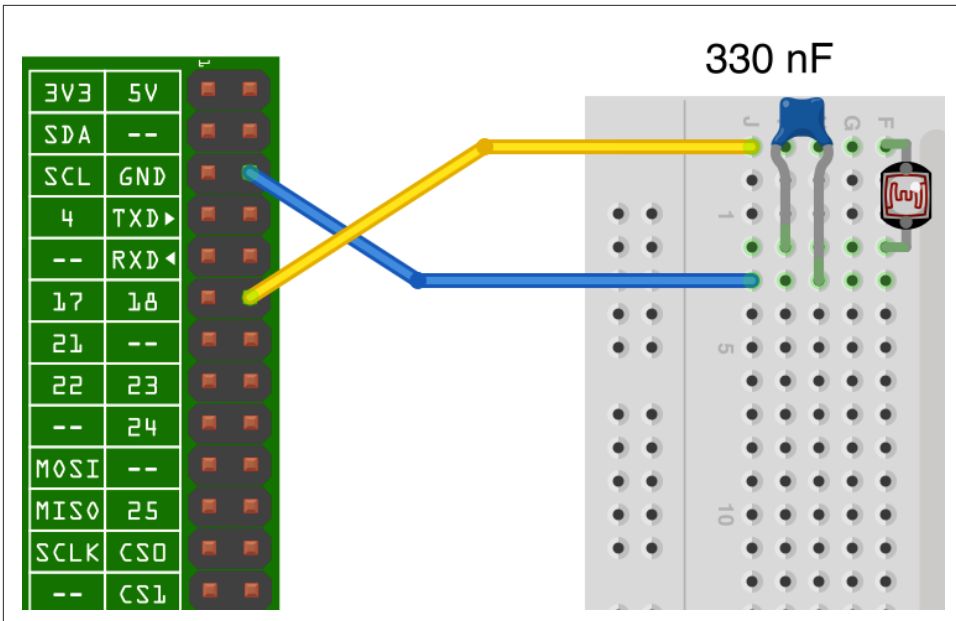 330 nF
1
3V3 5V
SDA --
SCL GND
4 TXD▸
-- RXD◂
17 18
21 --
22 23
-- 24
MOSI --
MISO 25
SCLK CS0
-- CS1
J G F
1
5
10